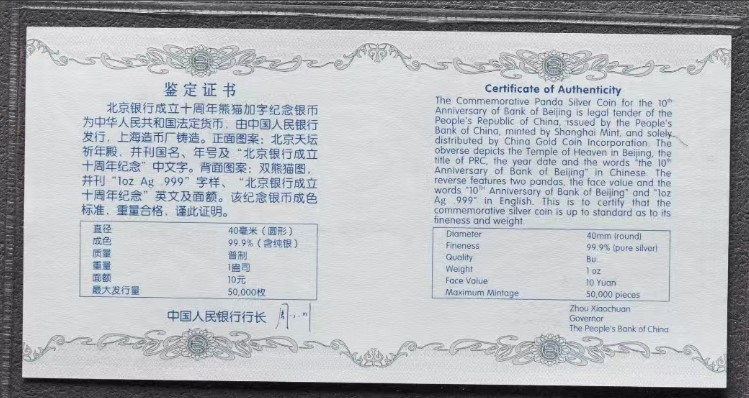 鉴定证书
北京银行成立十周年熊猫加字纪念银币
为中华人民共和国法定货币，由中国人民银行
发行，上海造币厂铸造。正面图案：北京天坛
祈年殿，并刊国名、年号及“北京银行成立
十周年纪念”中文字。背面图案：双熊猫图，
并刊“1oz Ag .999”字样、“北京银行成立
十周年纪念”英文及面额。该纪念银币成色
标准，重量合格，谨此证明。
直径 40毫米（圆形）
成色 99.9%（含纯银）
质量 普制
重量 1盎司
面额 10元
最大发行量 50,000枚
中国人民银行行长
Certificate of Authenticity
The Commemorative Panda Silver Coin for the 10th
Anniversary of Bank of Beijing is legal tender of the
People's Republic of China, issued by the People's
Bank of China, minted by Shanghai Mint, and solely
distributed by China Gold Coin Incorporation. The
obverse depicts the Temple of Heaven in Beijing, the
title of PRC, the year date and the words "the 10th
Anniversary of Bank of Beijing" in Chinese. The
reverse features two pandas, the face value and the
words "10th Anniversary of Bank of Beijing" and "1oz
Ag .999" in English. This is to certify that the
commemorative silver coin is up to standard as to its
fineness and weight.
Diameter 40mm (round)
Fineness 99.9% (pure silver)
Quality Bu..
Weight 1 oz
Face Value 10 Yuan
Maximum Mintage 50,000 pieces
Zhou Xiaochuan
Governor
The People's Bank of China